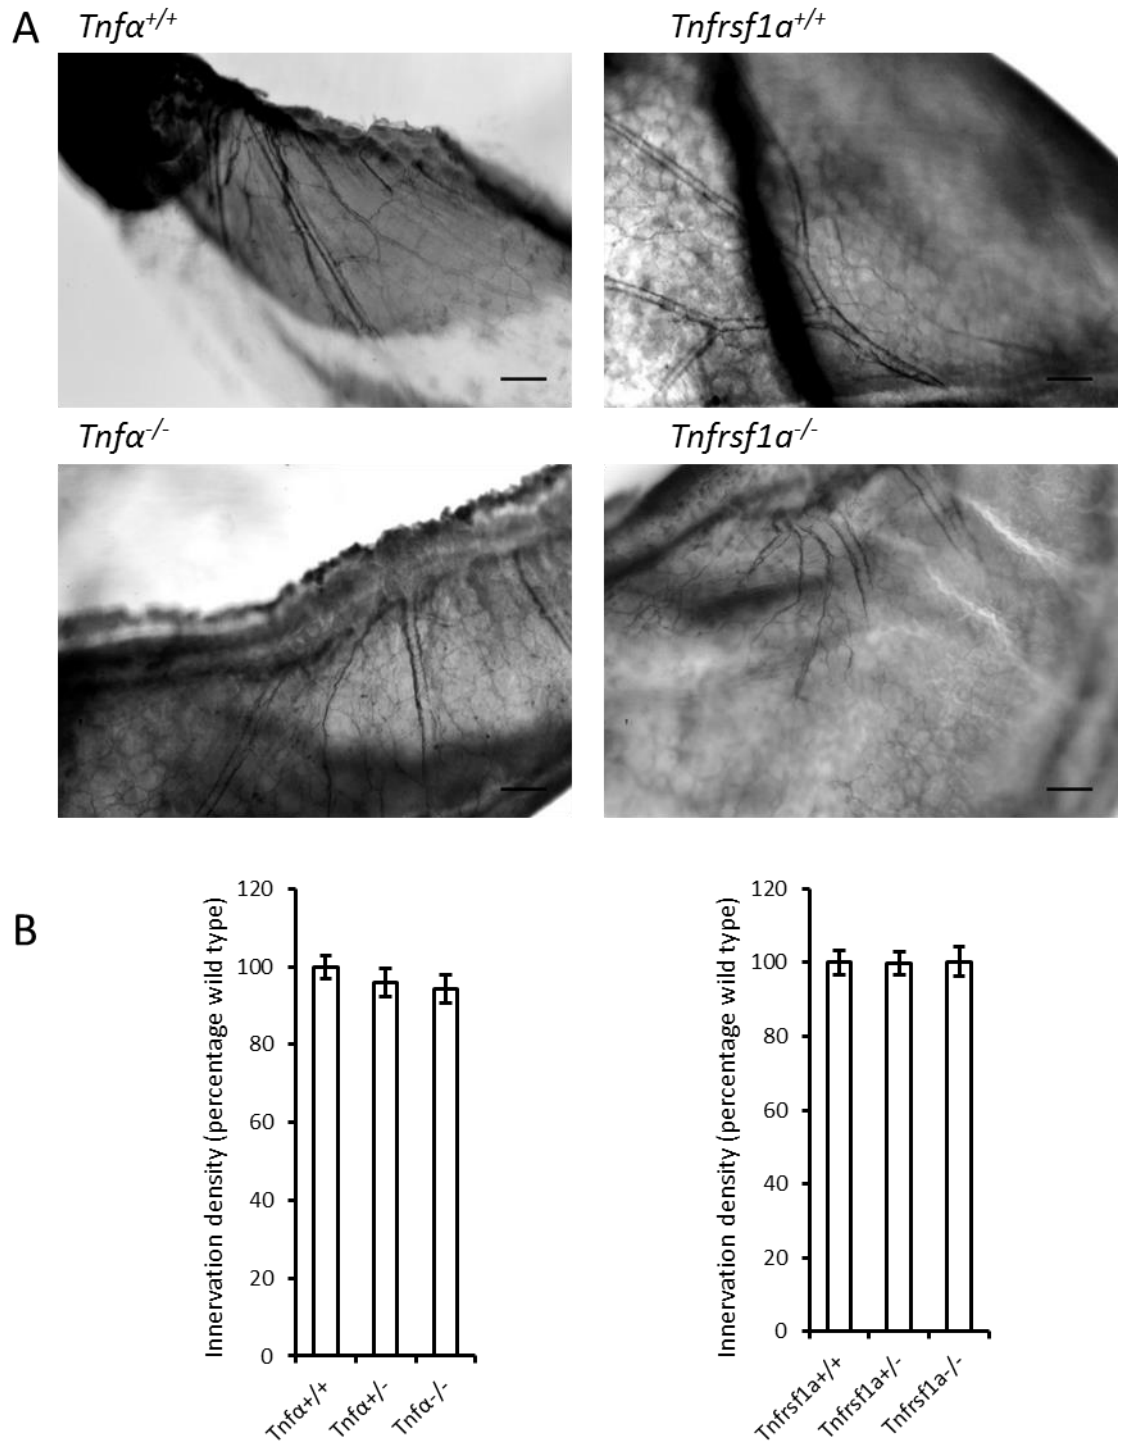 A
Tnfα+/+
Tnfrsf1a+/+
Tnfα-/-
Tnfrsf1a-/-
B
Innervation density (percentage wild type)
120
100
80
60
40
20
0
Tnfα+/+
Tnfα+/-
Tnfα-/-
Innervation density (percentage wild type)
120
100
80
60
40
20
0
Tnfrsf1a+/+
Tnfrsf1a+/-
Tnfrsf1a-/-